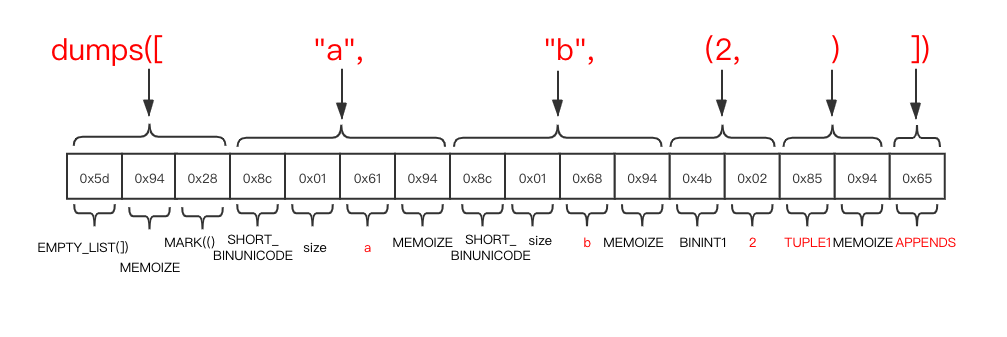 dumps([ "a", "b", (2, ) ])
0x5d 0x94 0x28 0x8c 0x01 0x61 0x94 0x8c 0x01 0x68 0x94 0x4b 0x02 0x85 0x94 0x65
EMPTY_LIST(]) MEMOIZE MARK(() SHORT_
BINUNICODE size a MEMOIZE SHORT_
BINUNICODE size b MEMOIZE BININT1 2 TUPLE1 MEMOIZE APPENDS